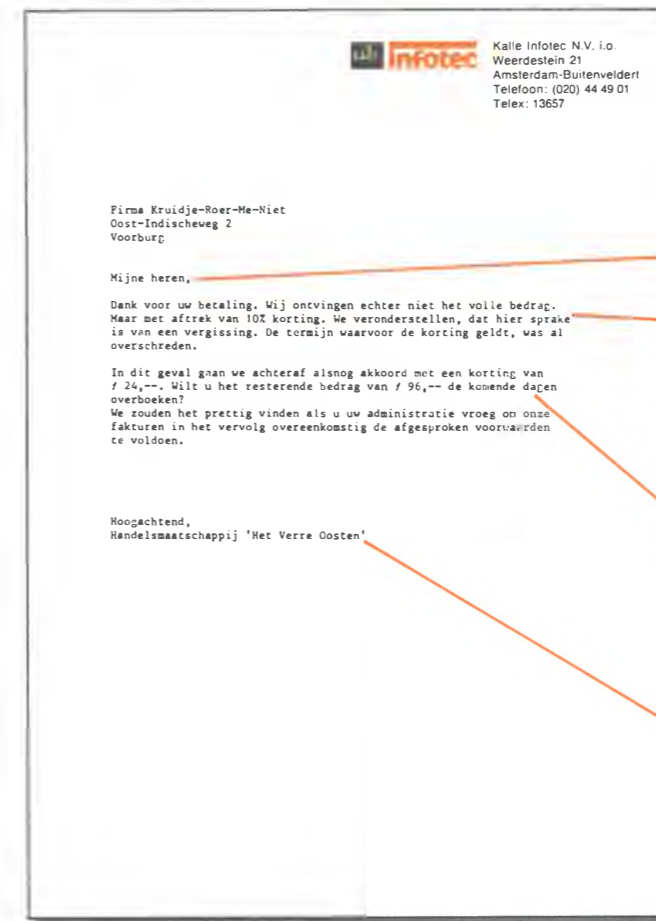 infotec
Kalle Infotec N.V. i.o.
Weerdestein 21
Amsterdam-Buitenveldert
Telefoon: (020) 44 49 01
Telex: 13657
Firma Kruidje-Roer-Me-Niet
Oost-Indischeweg 2
Voorburg
Mijne heren,
Dank voor uw betaling. Wij ontvingen echter niet het volle bedrag.
Maar met aftrek van 10% korting. We veronderstellen, dat hier sprake
is van een vergissing. De termijn waarvoor de korting geldt, was al
overschreden.
In dit geval gaan we achteraf alsnog akkoord met een korting van
ƒ 24,--. Wilt u het resterende bedrag van ƒ 96,-- de komende dagen
overboeken?
We zouden het prettig vinden als u uw administratie vroeg om onze
fakturen in het vervolg overeenkomstig de afgesproken voorwaarden
te voldoen.
Hoogachtend,
Handelsmaatschappij 'Het Verre Oosten'